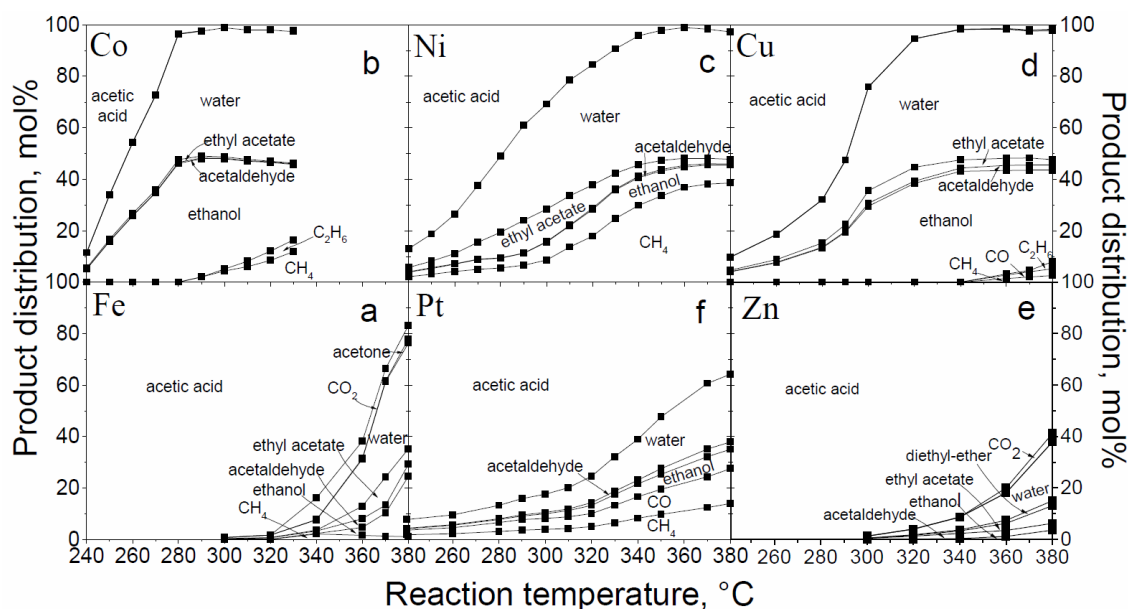 Product distribution, mol%
Co
b
acetic
acid
water
ethyl acetate
acetaldehyde
ethanol
C2H6
CH4
100
80
60
40
20
Ni
c
acetic acid
water
acetaldehyde
ethanol
ethyl acetate
CH4
Cu
d
acetic acid
water
ethyl acetate
acetaldehyde
ethanol
C2H6
CO
CH4
100
80
60
40
20
Product distribution, mol%
Fe
a
acetone
acetic acid
CO2
water
ethyl acetate
acetaldehyde
ethanol
CH4
100
80
60
40
20
0
240 260 280 300 320 340 360 380
Pt
f
acetic acid
water
acetaldehyde
ethanol
CO
CH4
260 280 300 320 340 360 380
Zn
e
acetic acid
CO2
diethyl-ether
ethyl acetate
water
ethanol
acetaldehyde
100
80
60
40
20
0
260 280 300 320 340 360 380
Reaction temperature, °C